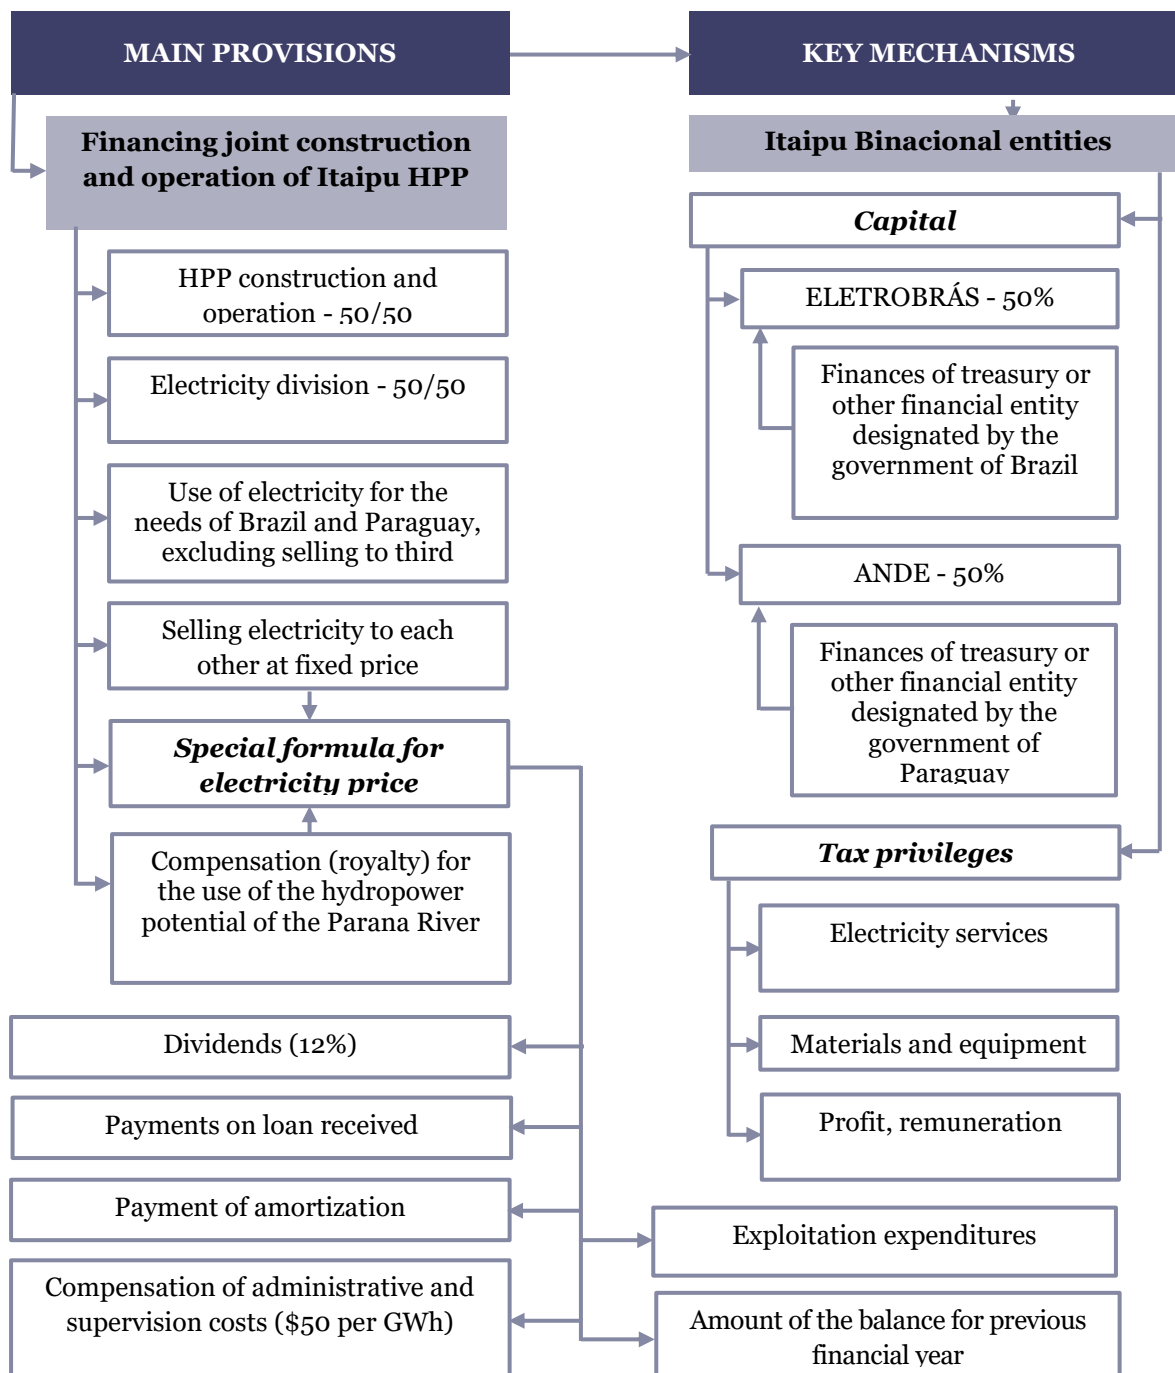 MAIN PROVISIONS
KEY MECHANISMS
Financing joint construction
and operation of Itaipu HPP
HPP construction and
operation - 50/50
Electricity division - 50/50
Use of electricity for the
needs of Brazil and Paraguay,
excluding selling to third
Selling electricity to each
other at fixed price
Special formula for
electricity price
Compensation (royalty) for
the use of the hydropower
potential of the Parana River
Dividends (12%)
Payments on loan received
Payment of amortization
Compensation of administrative and
supervision costs ($50 per GWh)
Itaipu Binacional entities
Capital
ELETROBRÁS - 50%
Finances of treasury or
other financial entity
designated by the
government of Brazil
ANDE - 50%
Finances of treasury or
other financial entity
designated by the
government of
Paraguay
Tax privileges
Electricity services
Materials and equipment
Profit, remuneration
Exploitation expenditures
Amount of the balance for previous
financial year